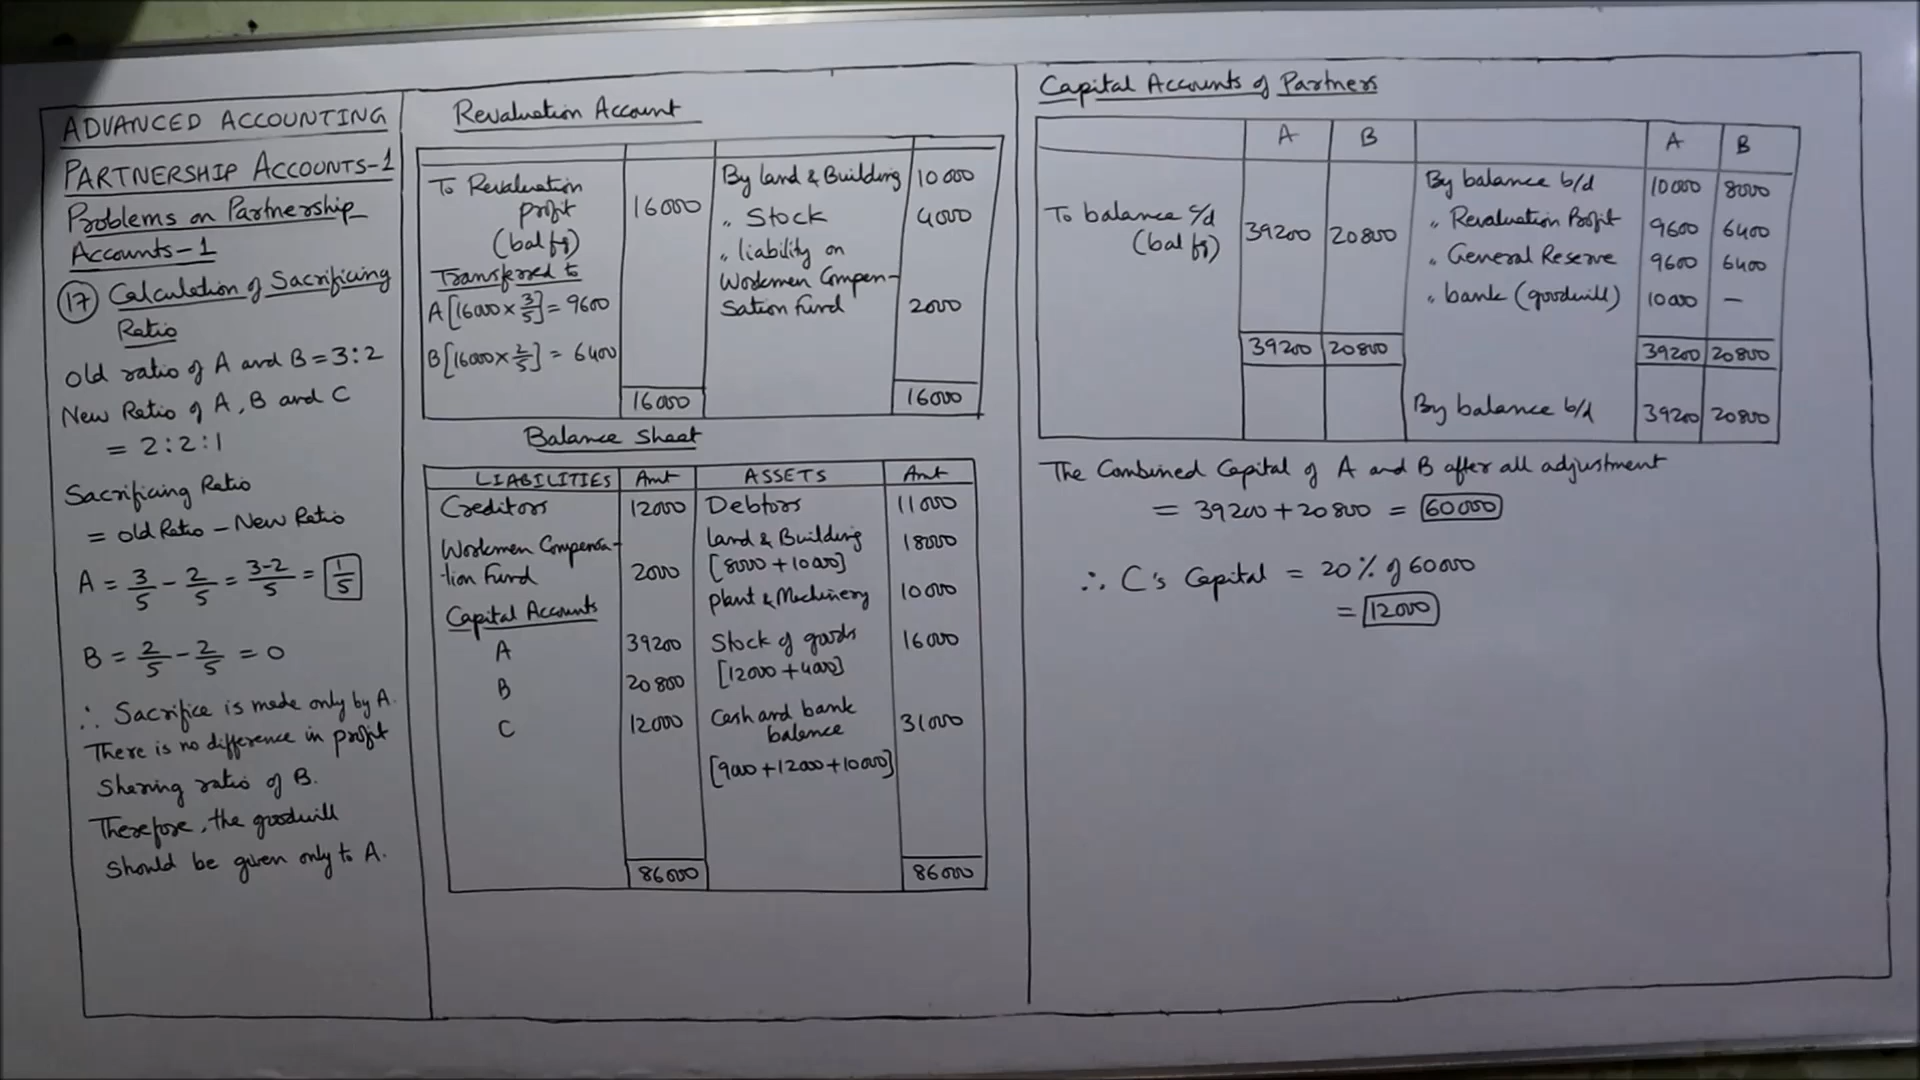 ADVANCED ACCOUNTING
PARTNERSHIP ACCOUNTS-1
Problems on Partnership
Accounts-1
17 Calculation of Sacrificing
Ratio
Old ratio of A and B = 3:2
New Ratio of A, B and C
= 2:2:1
Sacrificing Ratio
= Old Ratio - New Ratio
A = 3/5 - 2/5 = 3-2/5 = 1/5
B = 2/5 - 2/5 = 0
∴ Sacrifice is made only by A.
There is no difference in profit
Sharing ratio of B.
Therefore, the goodwill
Should be given only to A.
Revaluation Account
To Revaluation By land & Building 10000
profit 16000 " Stock 4000
(bal fg) " liability on
Transferred to Workmen Compen-
A [16000 × 3/5] = 9600 sation Fund 2000
B [16000 × 2/5] = 6400
16000 16000
Balance Sheet
LIABILITIES Amt ASSETS Amt
Creditors 12000 Debtors 11000
Workmen Compensa- land & Building 18000
tion Fund 2000 [8000 + 10000]
Capital Accounts plant & Machinery 10000
A 39200 Stock of goods 16000
[12000 + 4000]
B 20800
C 12000 Cash and bank
balance 31000
[9000 + 12000 + 10000]
86000 86000
Capital Accounts of Partners
A B A B
By balance b/d 10000 8000
To balance c/d 39200 20800 " Revaluation Profit 9600 6400
(bal fg) " General Reserve 9600 6400
" bank (goodwill) 10000 -
39200 20800 39200 20800
By balance b/d 39200 20800
The Combined Capital of A and B after all adjustment
= 39200 + 20800 = 60000
∴ C's Capital = 20% of 60000
= 12000